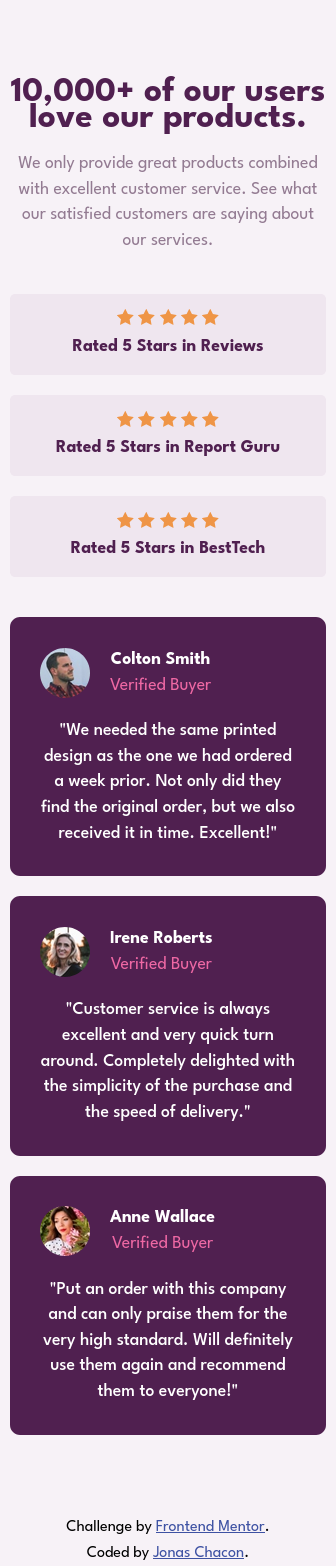 10,000+ of our users
love our products.
We only provide great products combined
with excellent customer service. See what
our satisfied customers are saying about
our services.
Rated 5 Stars in Reviews
Rated 5 Stars in Report Guru
Rated 5 Stars in BestTech
Colton Smith
Verified Buyer
"We needed the same printed
design as the one we had ordered
a week prior. Not only did they
find the original order, but we also
received it in time. Excellent!"
Irene Roberts
Verified Buyer
"Customer service is always
excellent and very quick turn
around. Completely delighted with
the simplicity of the purchase and
the speed of delivery."
Anne Wallace
Verified Buyer
"Put an order with this company
and can only praise them for the
very high standard. Will definitely
use them again and recommend
them to everyone!"
Challenge by Frontend Mentor.
Coded by Jonas Chacon.